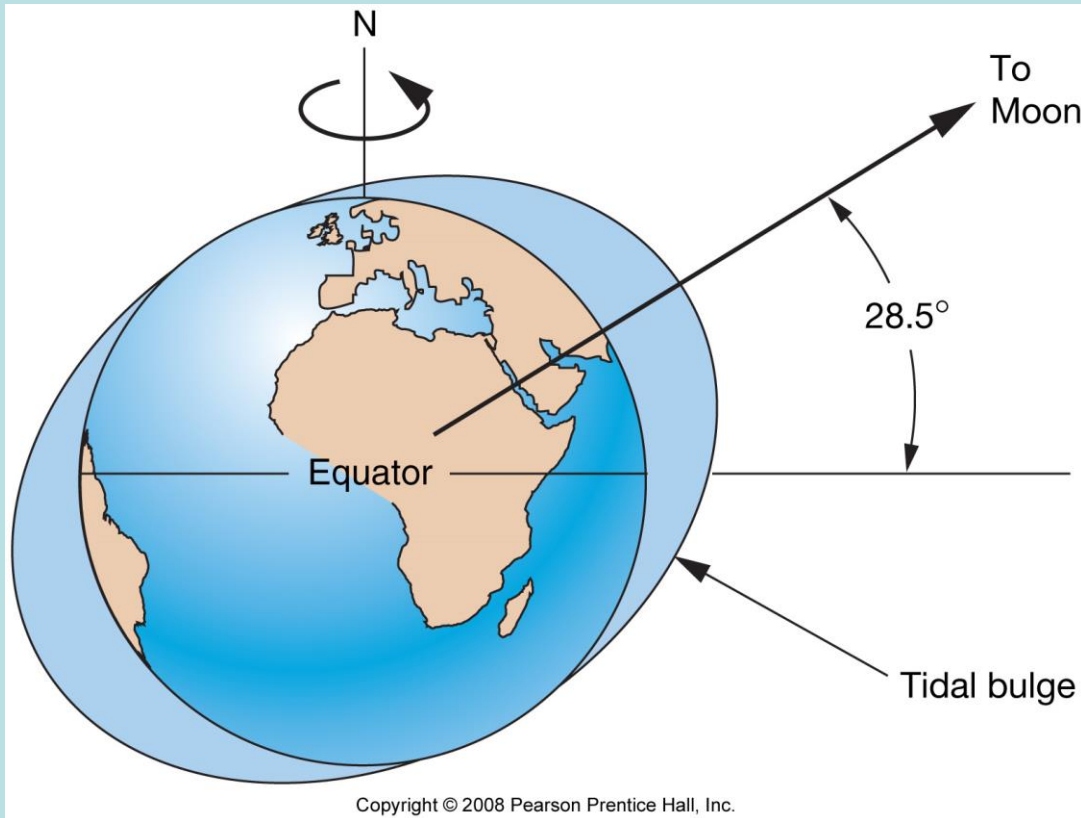 N
To
Moon
28.5°
Equator
Tidal bulge
Copyright © 2008 Pearson Prentice Hall, Inc.